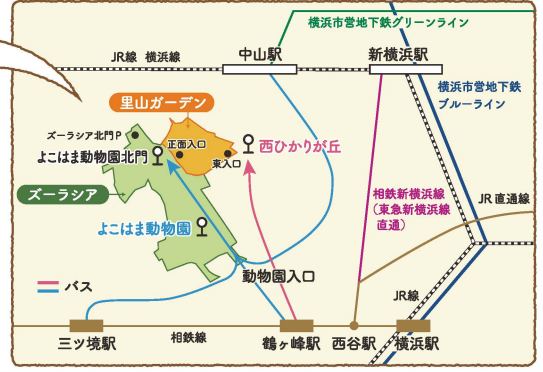 横浜市営地下鉄グリーンライン
JR線 横浜線
中山駅
新横浜駅
横浜市営地下鉄
ブルーライン
里山ガーデン
ズーラシア北門P
正面入口
東入口
西ひかりが丘
よこはま動物園北門
ズーラシア
よこはま動物園
相鉄新横浜線
(東急新横浜線
直通)
JR直通線
動物園入口
バス
JR線
相鉄線
三ツ境駅
鶴ヶ峰駅
西谷駅
横浜駅